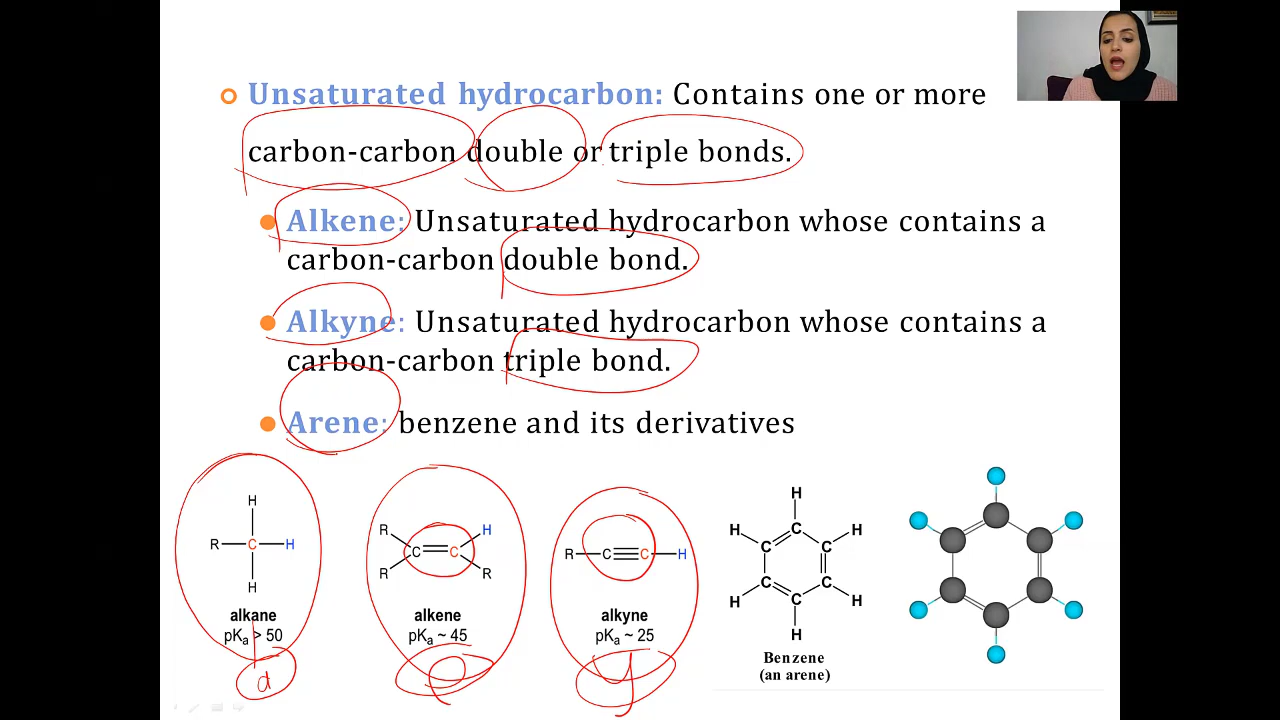 Unsaturated hydrocarbon: Contains one or more
carbon-carbon double or triple bonds.
Alkene: Unsaturated hydrocarbon whose contains a
carbon-carbon double bond.
Alkyne: Unsaturated hydrocarbon whose contains a
carbon-carbon triple bond.
Arene: benzene and its derivatives
H
R C H
H
alkane
pKa > 50
a
R H
C C
R R
alkene
pKa ~ 45
e
R C C H
alkyne
pKa ~ 25
y
H
H C H
C C
C C
H C H
H
Benzene
(an arene)